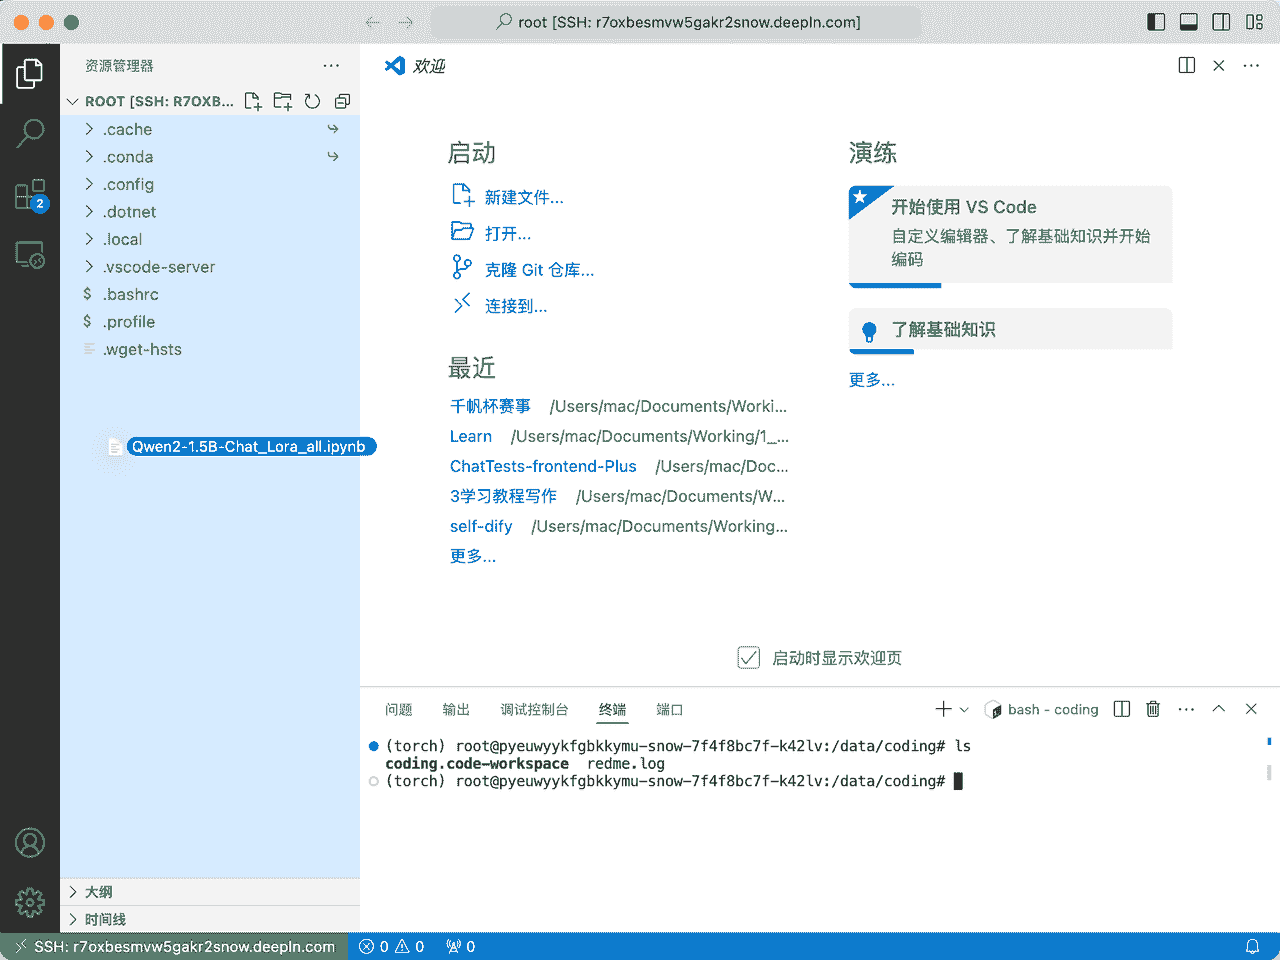 root [SSH: r7oxbesmvw5gakr2snow.deepln.com]
资源管理器
ROOT [SSH: R7OXB...
.cache
.conda
.config
.dotnet
.local
.vscode-server
$ .bashrc
$ .profile
.wget-hsts
Qwen2-1.5B-Chat_Lora_all.ipynb
大纲
时间线
2
欢迎
启动
新建文件...
打开...
克隆 Git 仓库...
连接到...
最近
千帆杯赛事 /Users/mac/Documents/Worki...
Learn /Users/mac/Documents/Working/1_...
ChatTests-frontend-Plus /Users/mac/Doc...
3学习教程写作 /Users/mac/Documents/W...
self-dify /Users/mac/Documents/Working...
更多...
演练
开始使用 VS Code
自定义编辑器、了解基础知识并开始
编码
了解基础知识
更多...
启动时显示欢迎页
问题 输出 调试控制台 终端 端口
bash - coding
(torch) root@pyeuwyykfgbkkymu-snow-7f4f8bc7f-k42lv:/data/coding# ls
coding.code-workspace redme.log
(torch) root@pyeuwyykfgbkkymu-snow-7f4f8bc7f-k42lv:/data/coding#
SSH: r7oxbesmvw5gakr2snow.deepln.com 0 0 0